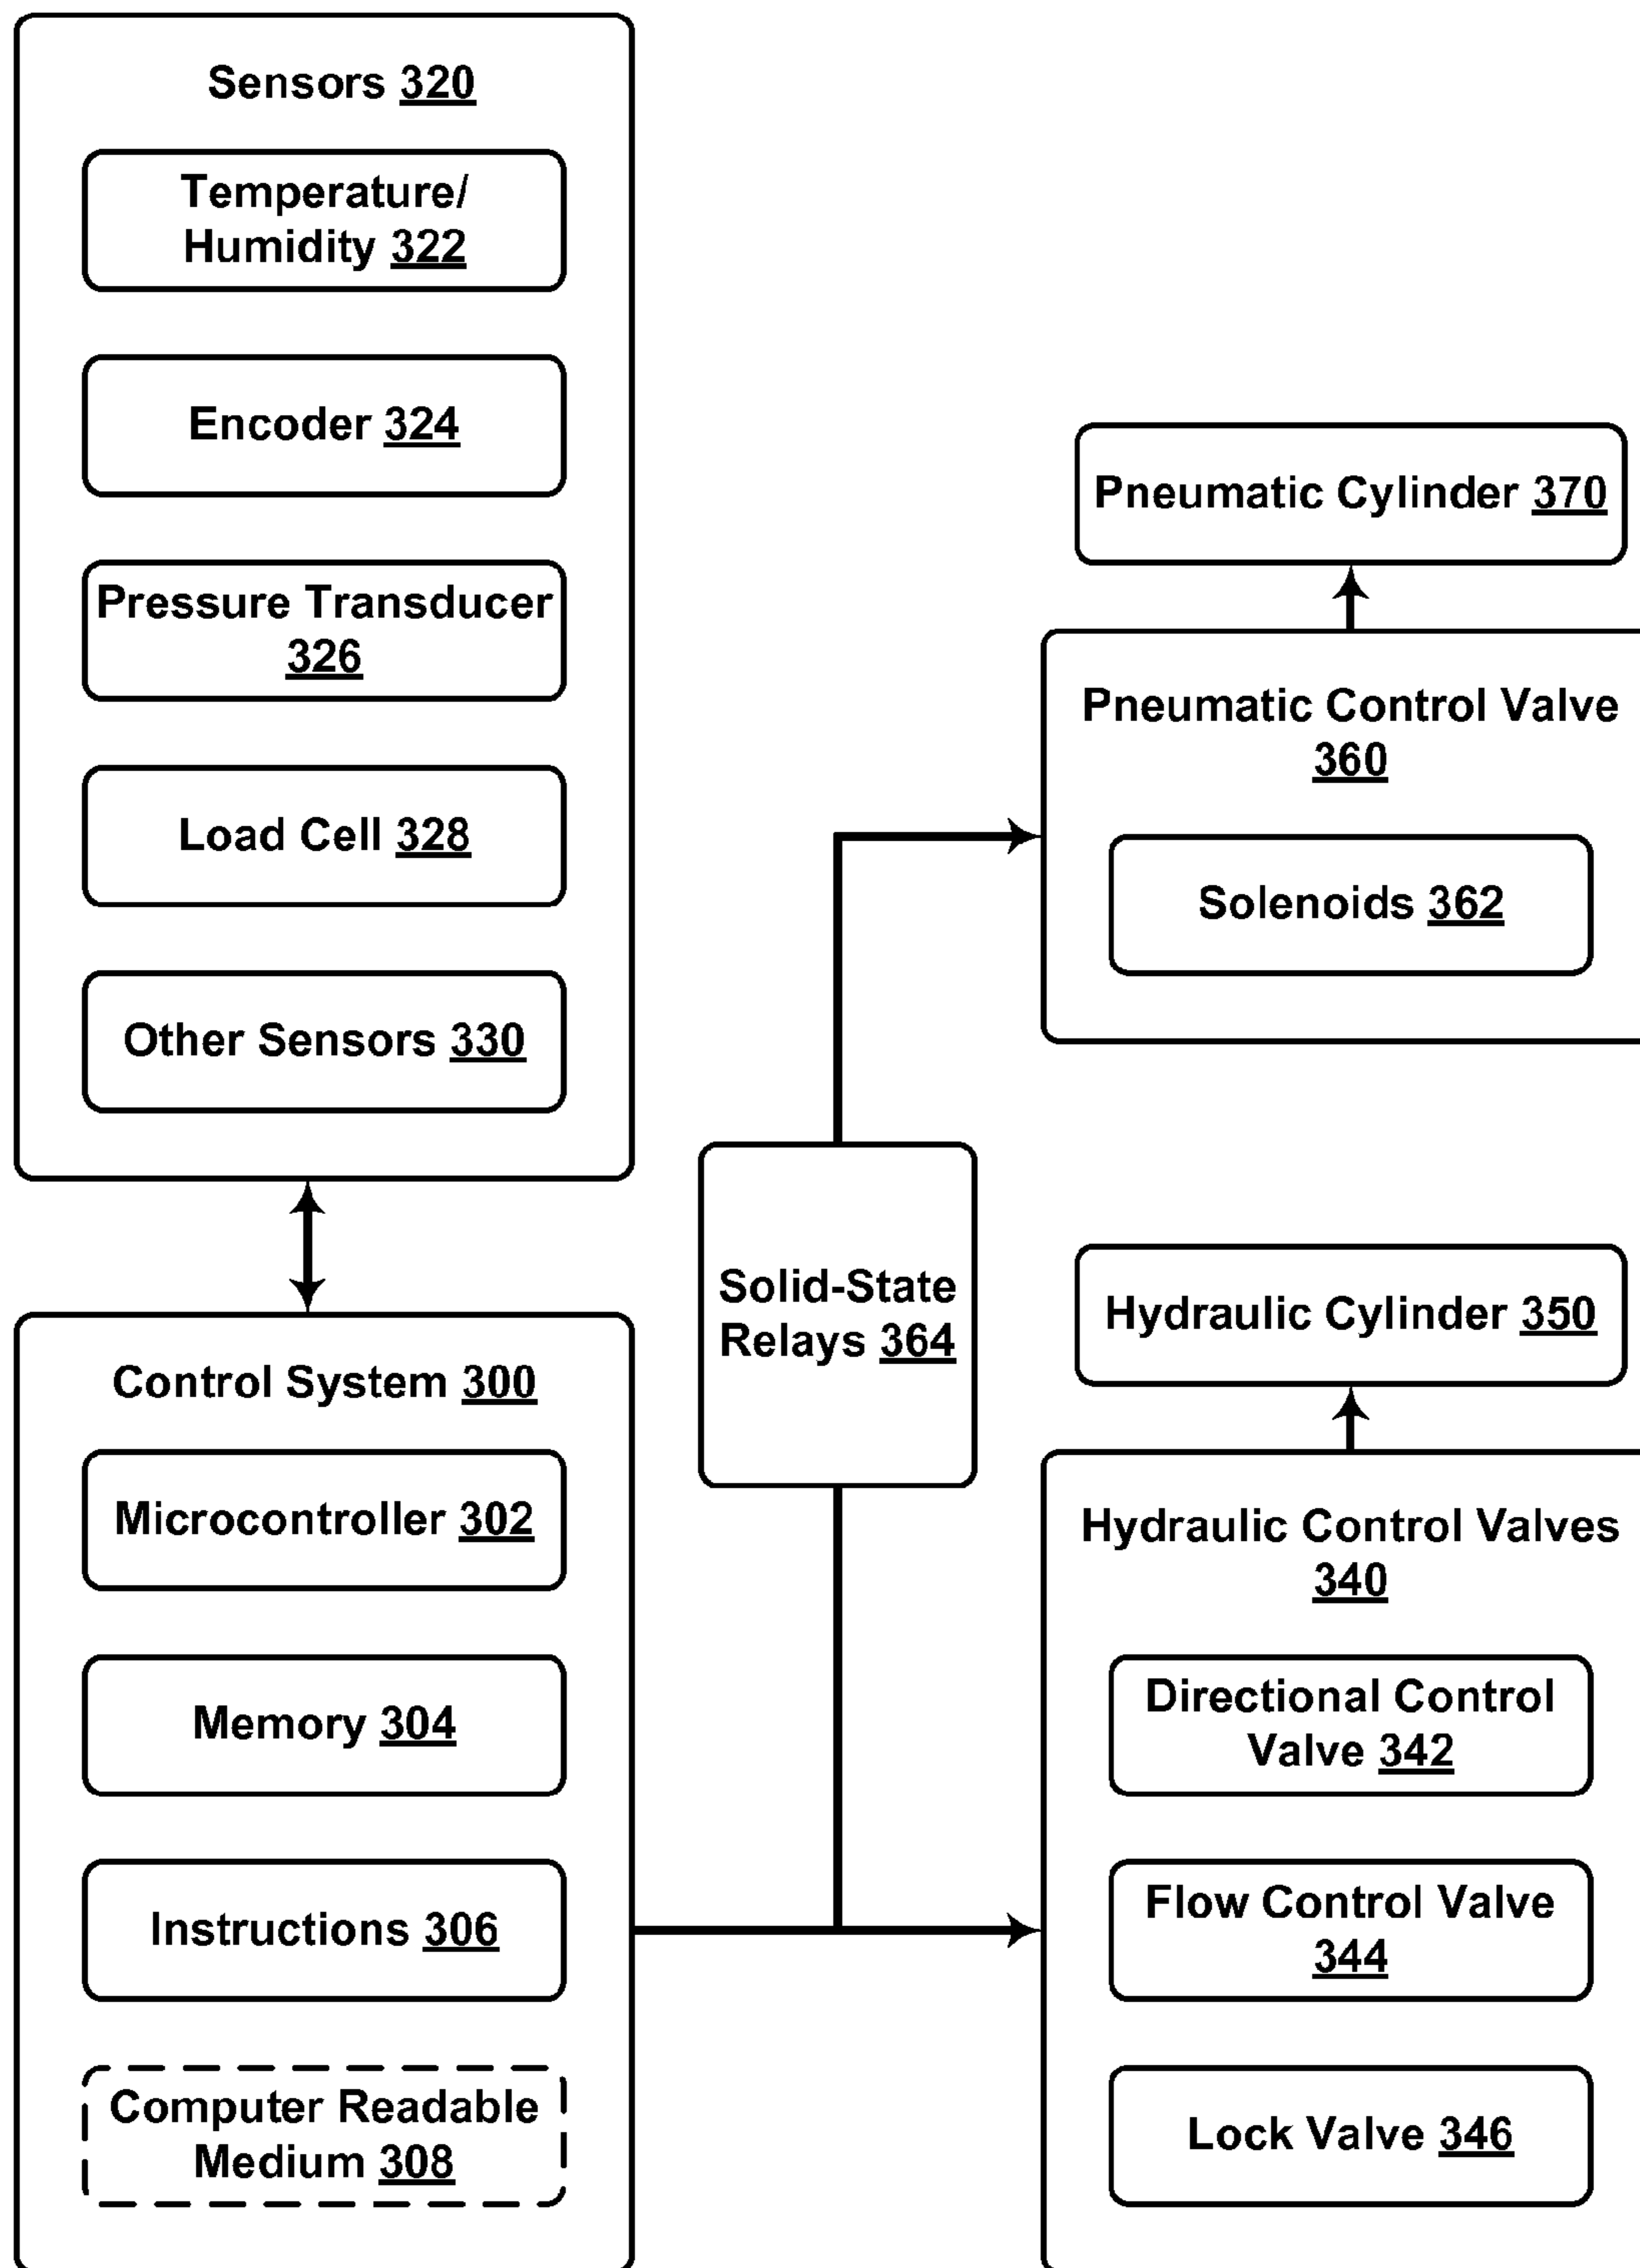 Sensors 320
Temperature/
Humidity 322
Encoder 324
Pressure Transducer
326
Load Cell 328
Other Sensors 330
Control System 300
Microcontroller 302
Memory 304
Instructions 306
Computer Readable
Medium 308
Solid-State
Relays 364
Pneumatic Cylinder 370
Pneumatic Control Valve
360
Solenoids 362
Hydraulic Cylinder 350
Hydraulic Control Valves
340
Directional Control
Valve 342
Flow Control Valve
344
Lock Valve 346